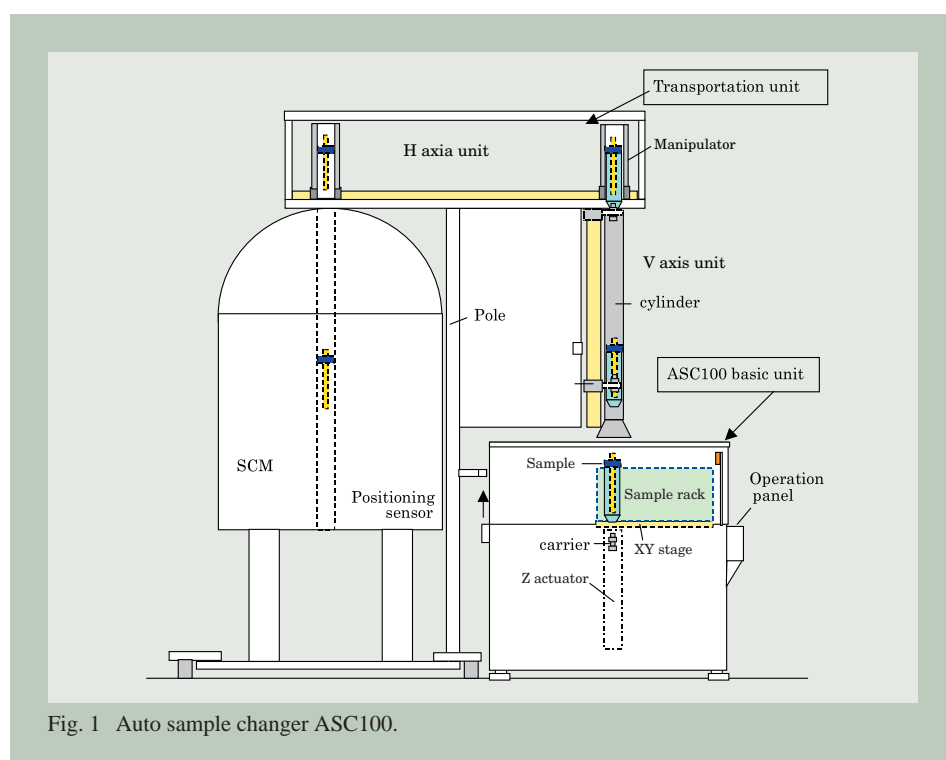 Transportation unit
H axia unit
Manipulator
V axis unit
cylinder
Pole
ASC100 basic unit
SCM
Positioning
sensor
Sample
Sample rack
Operation
panel
carrier
XY stage
Z actuator
Fig. 1 Auto sample changer ASC100.